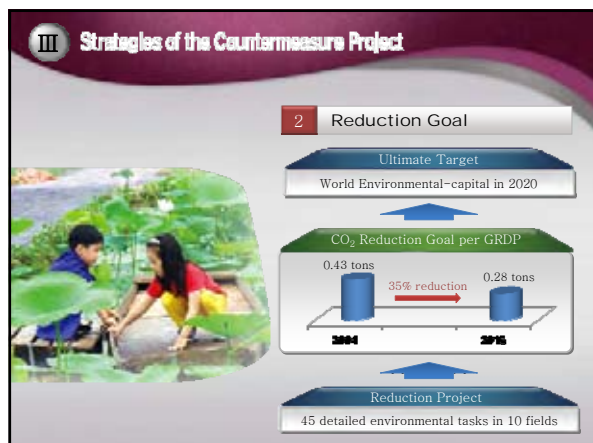 III Strategies of the Countermeasure Project
2 Reduction Goal
Ultimate Target
World Environmental-capital in 2020
CO₂ Reduction Goal per GRDP
0.43 tons
35% reduction
0.28 tons
2004
Reduction Project
45 detailed environmental tasks in 10 fields